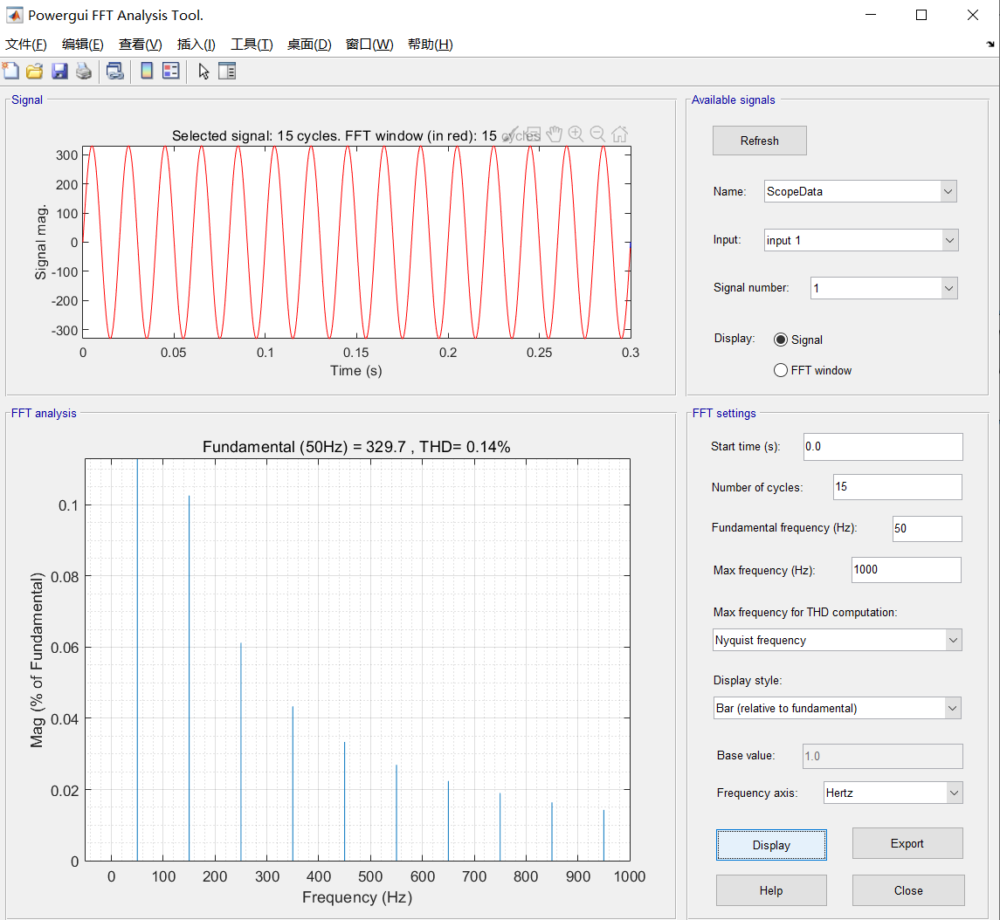 Powergui FFT Analysis Tool.
文件(F) 编辑(E) 查看(V) 插入(I) 工具(T) 桌面(D) 窗口(W) 帮助(H)
Signal
Selected signal: 15 cycles. FFT window (in red): 15 cycles
Signal mag.
300
200
100
0
-100
-200
-300
0 0.05 0.1 0.15 0.2 0.25 0.3
Time (s)
Available signals
Refresh
Name: ScopeData
Input: input 1
Signal number: 1
Display: Signal
FFT window
FFT analysis
Fundamental (50Hz) = 329.7 , THD= 0.14%
Mag (% of Fundamental)
0.1
0.08
0.06
0.04
0.02
0
0 100 200 300 400 500 600 700 800 900 1000
Frequency (Hz)
FFT settings
Start time (s): 0.0
Number of cycles: 15
Fundamental frequency (Hz): 50
Max frequency (Hz): 1000
Max frequency for THD computation:
Nyquist frequency
Display style:
Bar (relative to fundamental)
Base value: 1.0
Frequency axis: Hertz
Display Export
Help Close